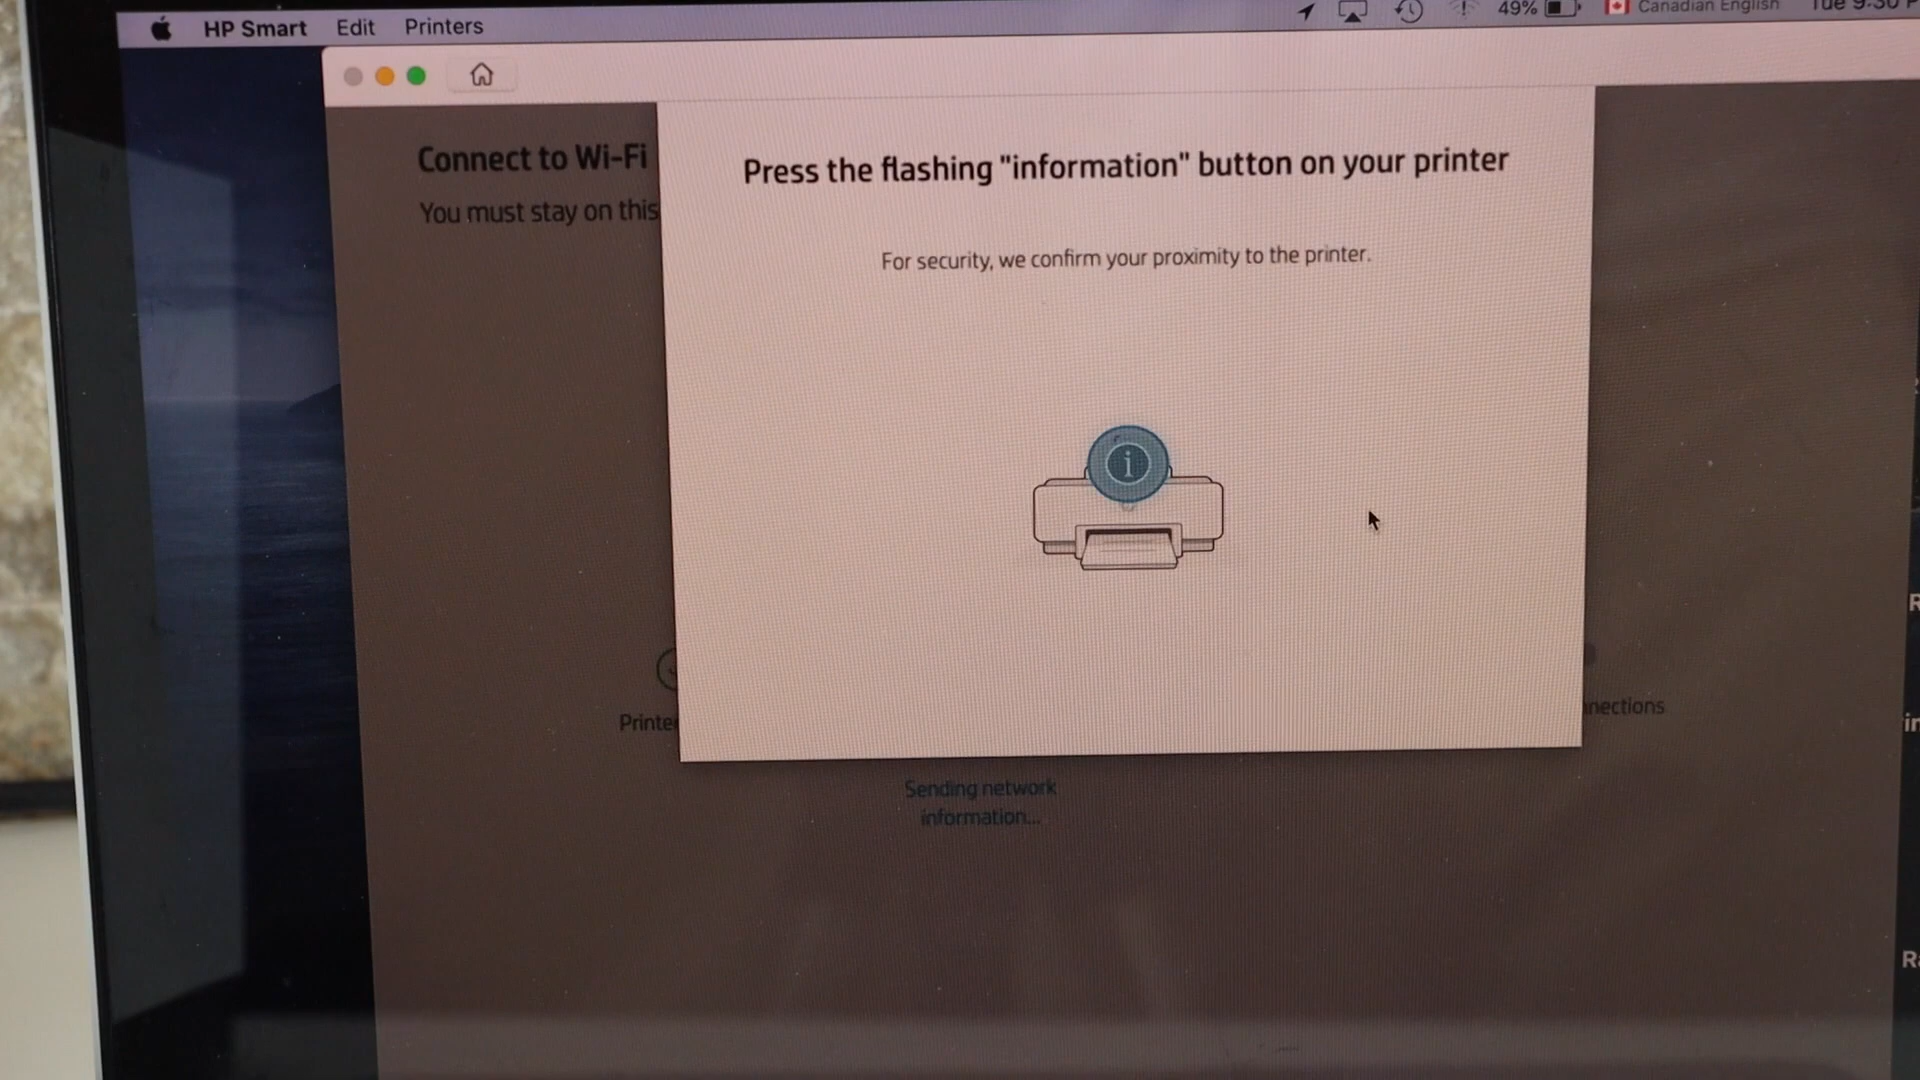 HP Smart Edit Printers 49% Canadian English
Connect to Wi-Fi
You must stay on this
Press the flashing "information" button on your printer
For security, we confirm your proximity to the printer.
i
Sending network
information...